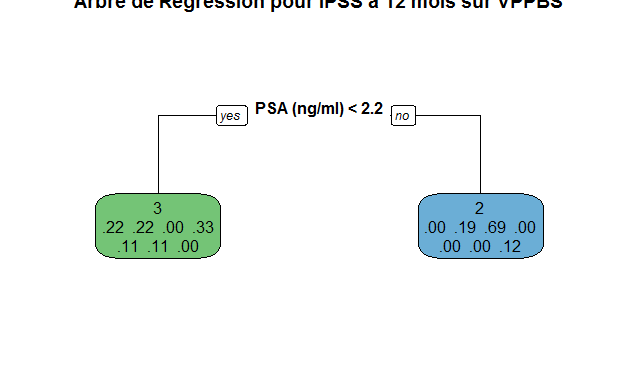 Arbre de Régression pour IPSS à 12 mois sur VPPBS
yes PSA (ng/ml) < 2.2 no
3
.22 .22 .00 .33
.11 .11 .00
2
.00 .19 .69 .00
.00 .00 .12